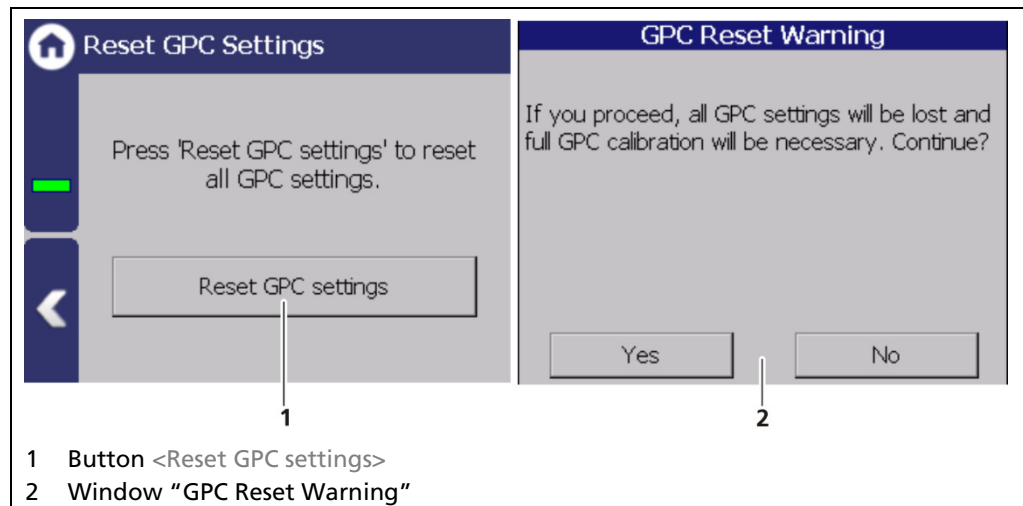 Reset GPC Settings
Press 'Reset GPC settings' to reset
all GPC settings.
Reset GPC settings
1
GPC Reset Warning
If you proceed, all GPC settings will be lost and
full GPC calibration will be necessary. Continue?
Yes
No
2
1 Button <Reset GPC settings>
2 Window “GPC Reset Warning”